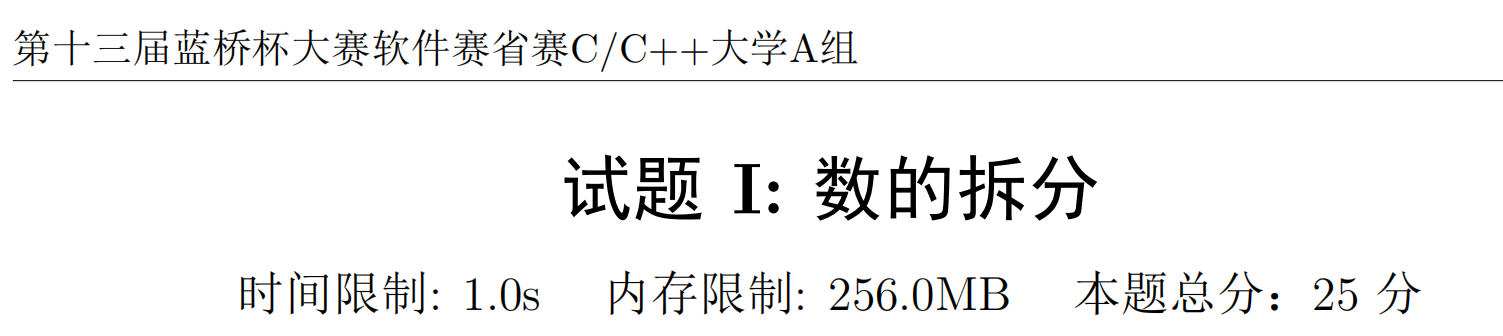 第十三届蓝桥杯大赛软件赛省赛C/C++大学A组
试题 I: 数的拆分
时间限制: 1.0s 内存限制: 256.0MB 本题总分：25 分